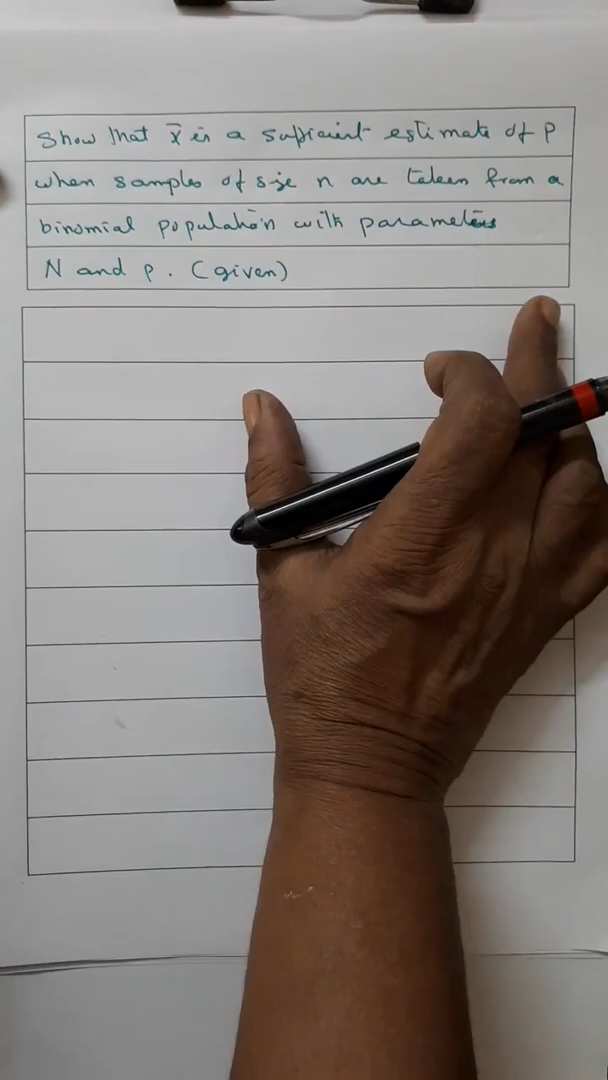 Show that x̄ is a sufficient estimate of p
when samples of size n are taken from a
binomial population with parameters
N and p. (given)